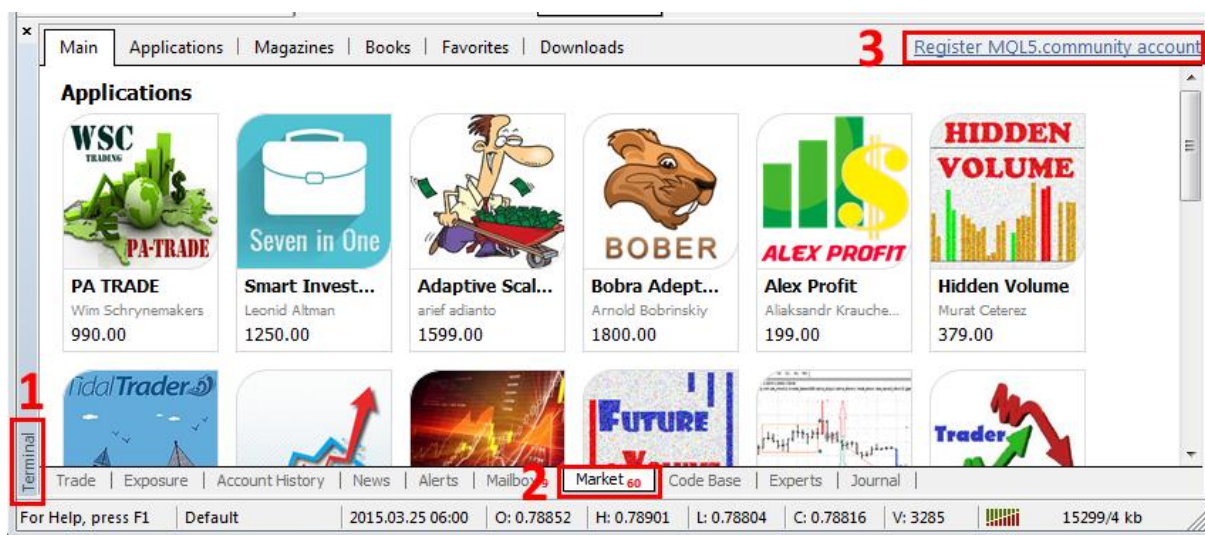 ×
Main | Applications | Magazines | Books | Favorites | Downloads
3
Register MQL5.community account
Applications
WSC
TRADING
PA-TRADE
Seven in One
BOBER
ALEX PROFIT
HIDDEN
VOLUME
PA TRADE
Smart Invest...
Adaptive Scal...
Bobra Adept...
Alex Profit
Hidden Volume
Wim Schrynemakers
Leonid Altman
arief adianto
Arnold Bobrinskiy
Aliaksandr Krauche...
Murat Ceterez
990.00
1250.00
1599.00
1800.00
199.00
379.00
TidalTrader
FUTURE
VOLUME
Trader
1
Terminal
Trade | Exposure | Account History | News | Alerts | Mailbox 9
2
Market 60
Code Base | Experts | Journal |
For Help, press F1
Default
2015.03.25 06:00
O: 0.78852
H: 0.78901
L: 0.78804
C: 0.78816
V: 3285
15299/4 kb